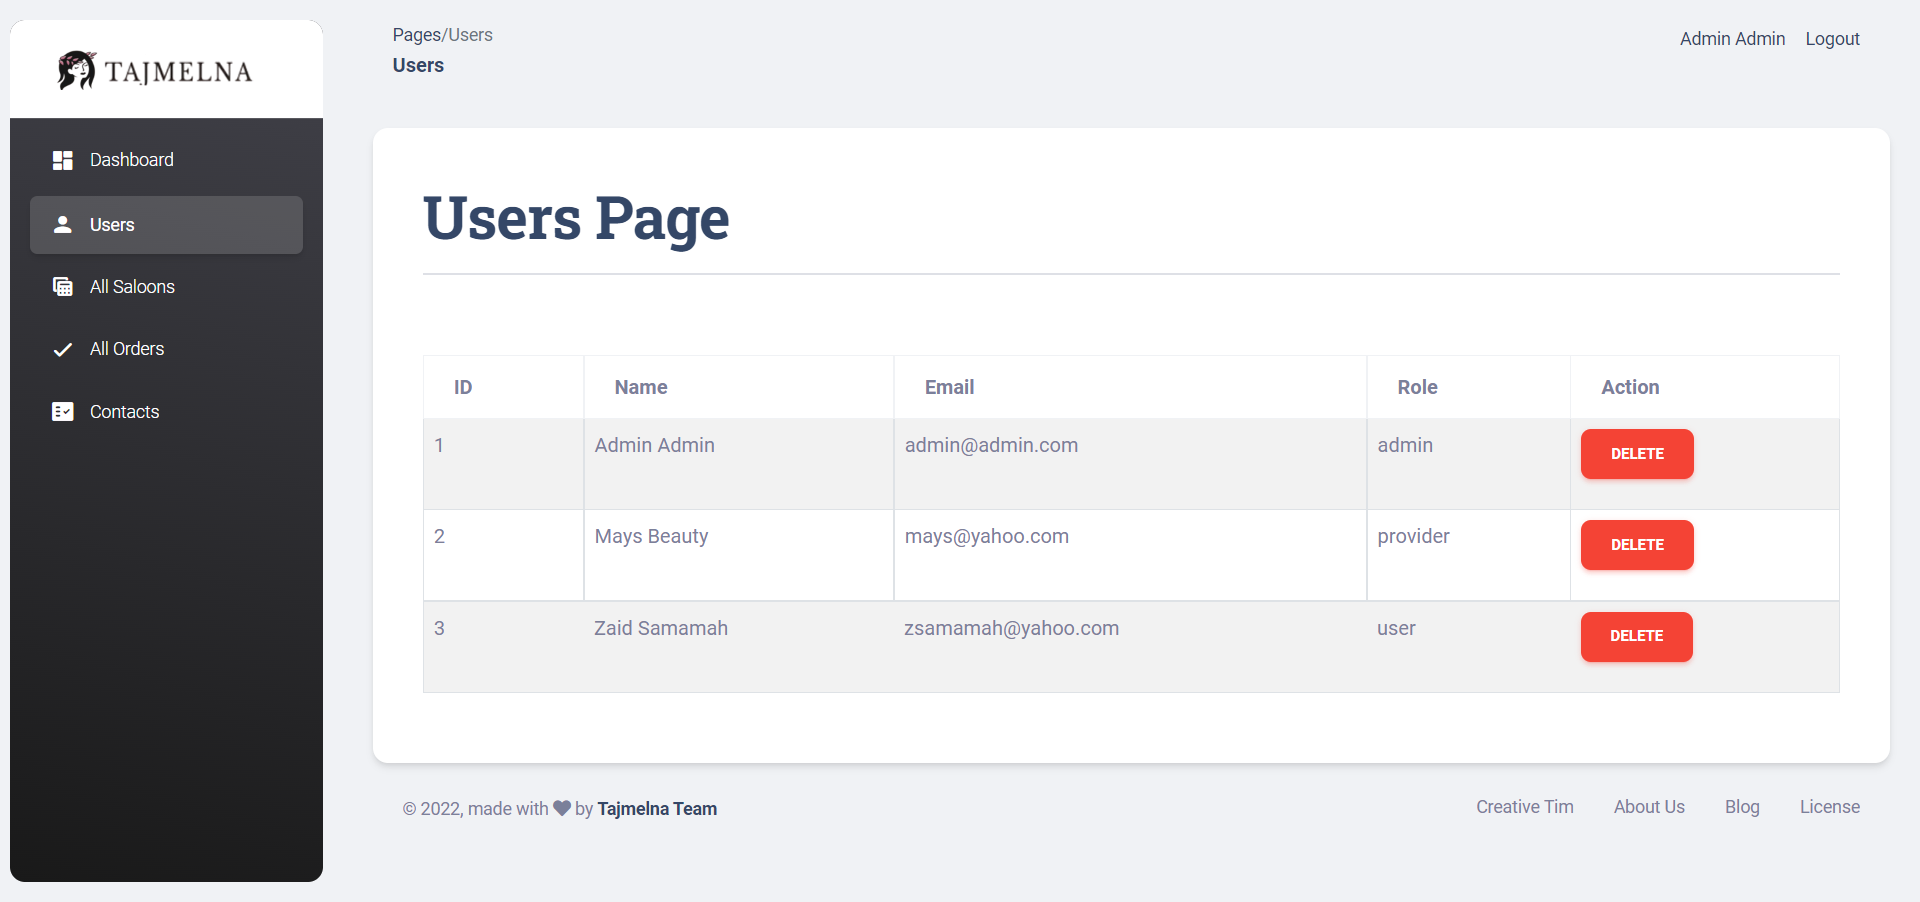 TAJMELNA
Dashboard
Users
All Saloons
All Orders
Contacts
Pages/Users
Users
Admin Admin Logout
Users Page
ID Name Email Role Action
1 Admin Admin admin@admin.com admin DELETE
2 Mays Beauty mays@yahoo.com provider DELETE
3 Zaid Samamah zsamamah@yahoo.com user DELETE
© 2022, made with by Tajmelna Team
Creative Tim About Us Blog License